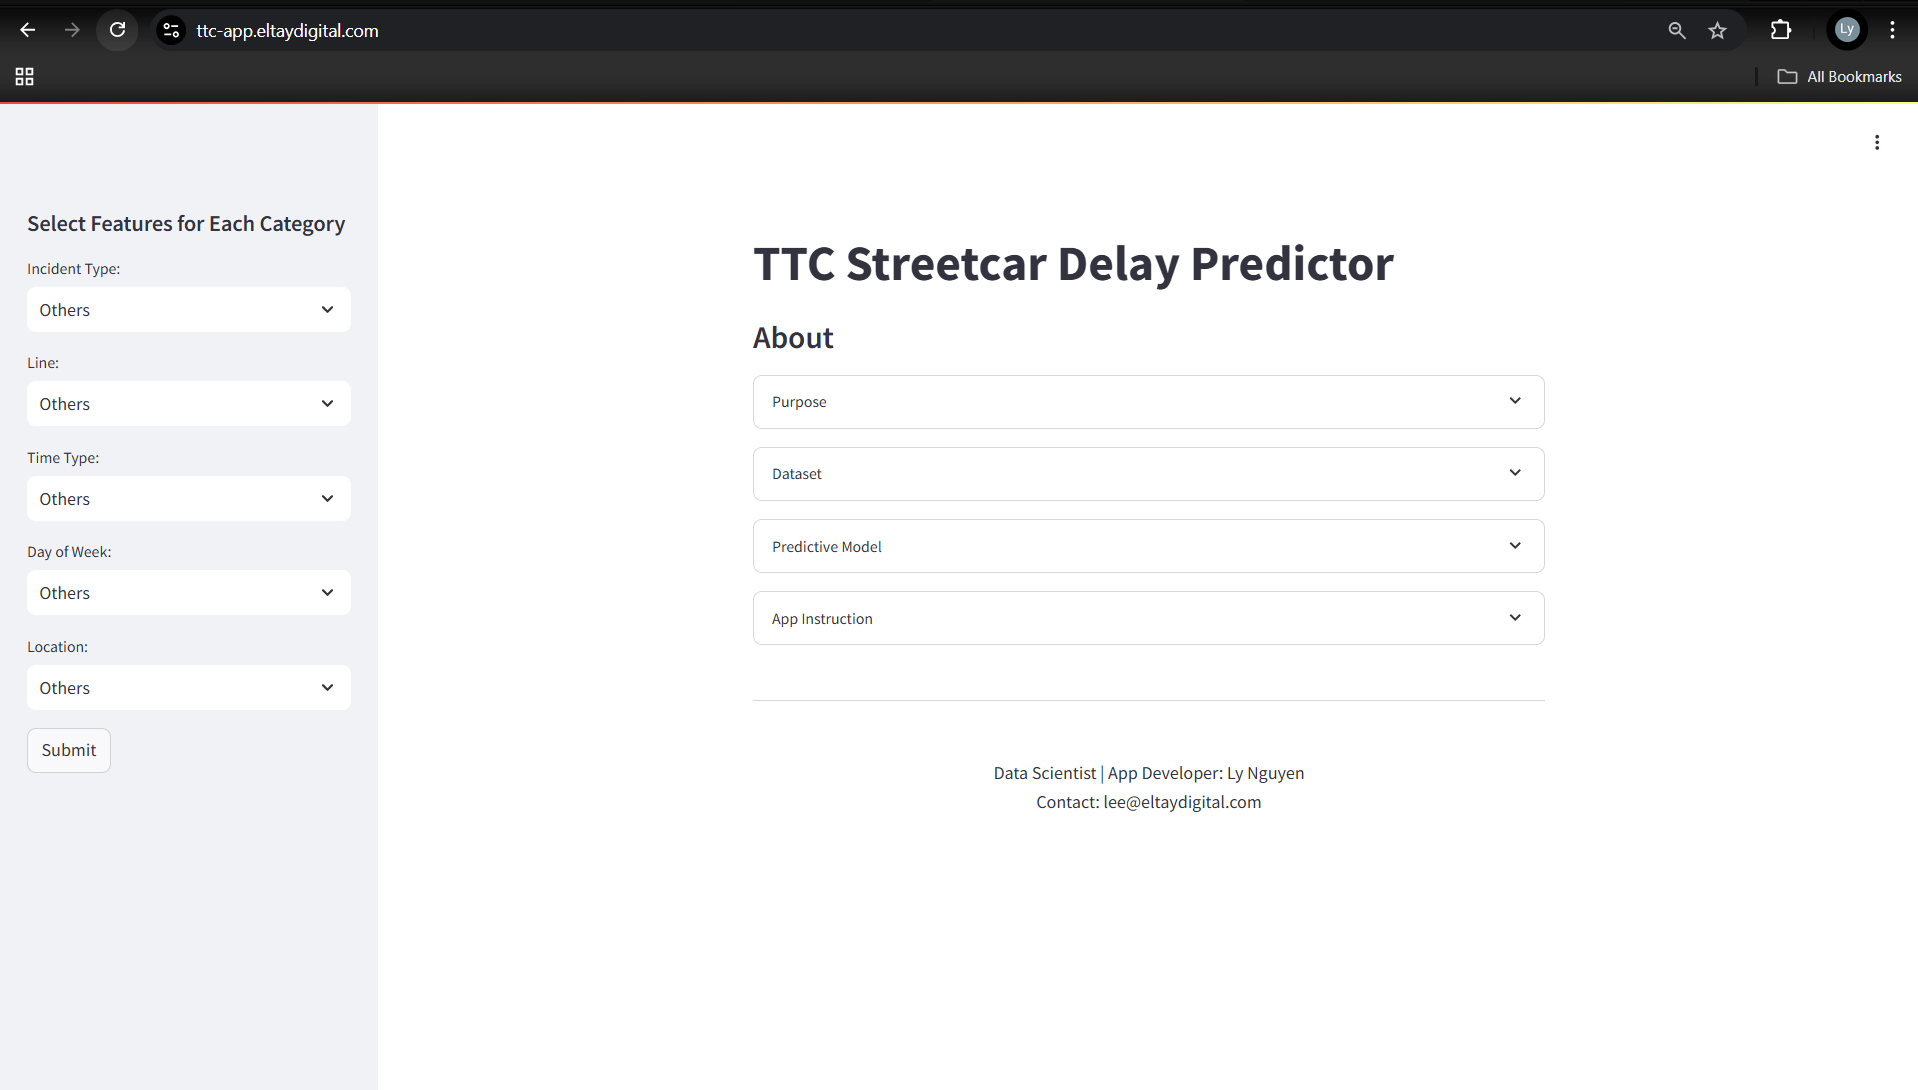 ttc-app.eltaydigital.com
Ly
All Bookmarks
Select Features for Each Category
Incident Type:
Others
Line:
Others
Time Type:
Others
Day of Week:
Others
Location:
Others
Submit
TTC Streetcar Delay Predictor
About
Purpose
Dataset
Predictive Model
App Instruction
Data Scientist | App Developer: Ly Nguyen
Contact: lee@eltaydigital.com